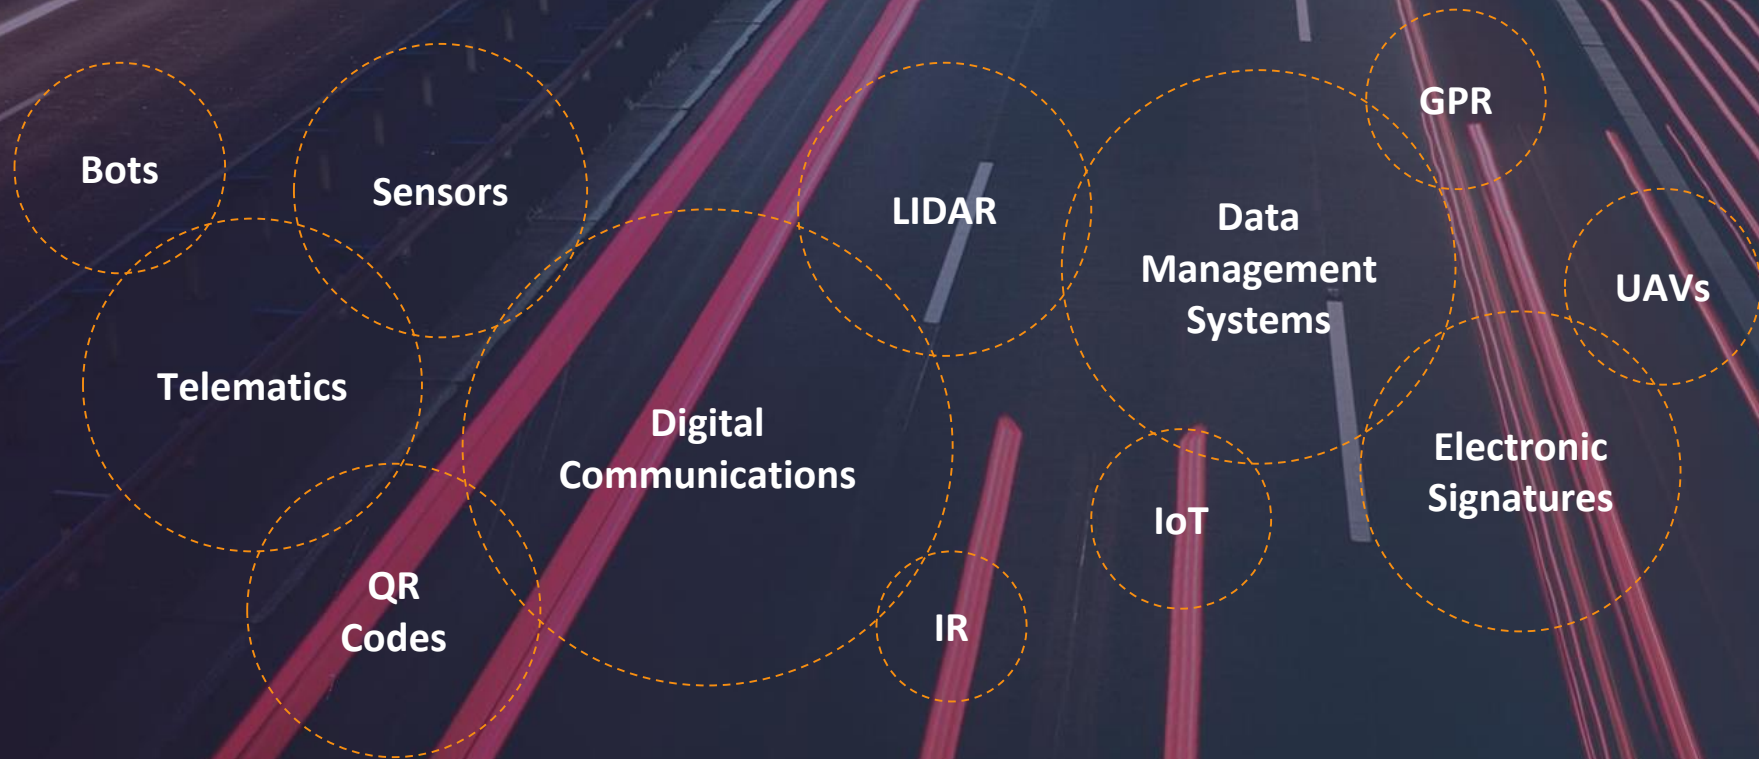 Bots
Sensors
LIDAR
Data
Management
Systems
GPR
UAVs
Telematics
Digital
Communications
Electronic
Signatures
IoT
QR
Codes
IR